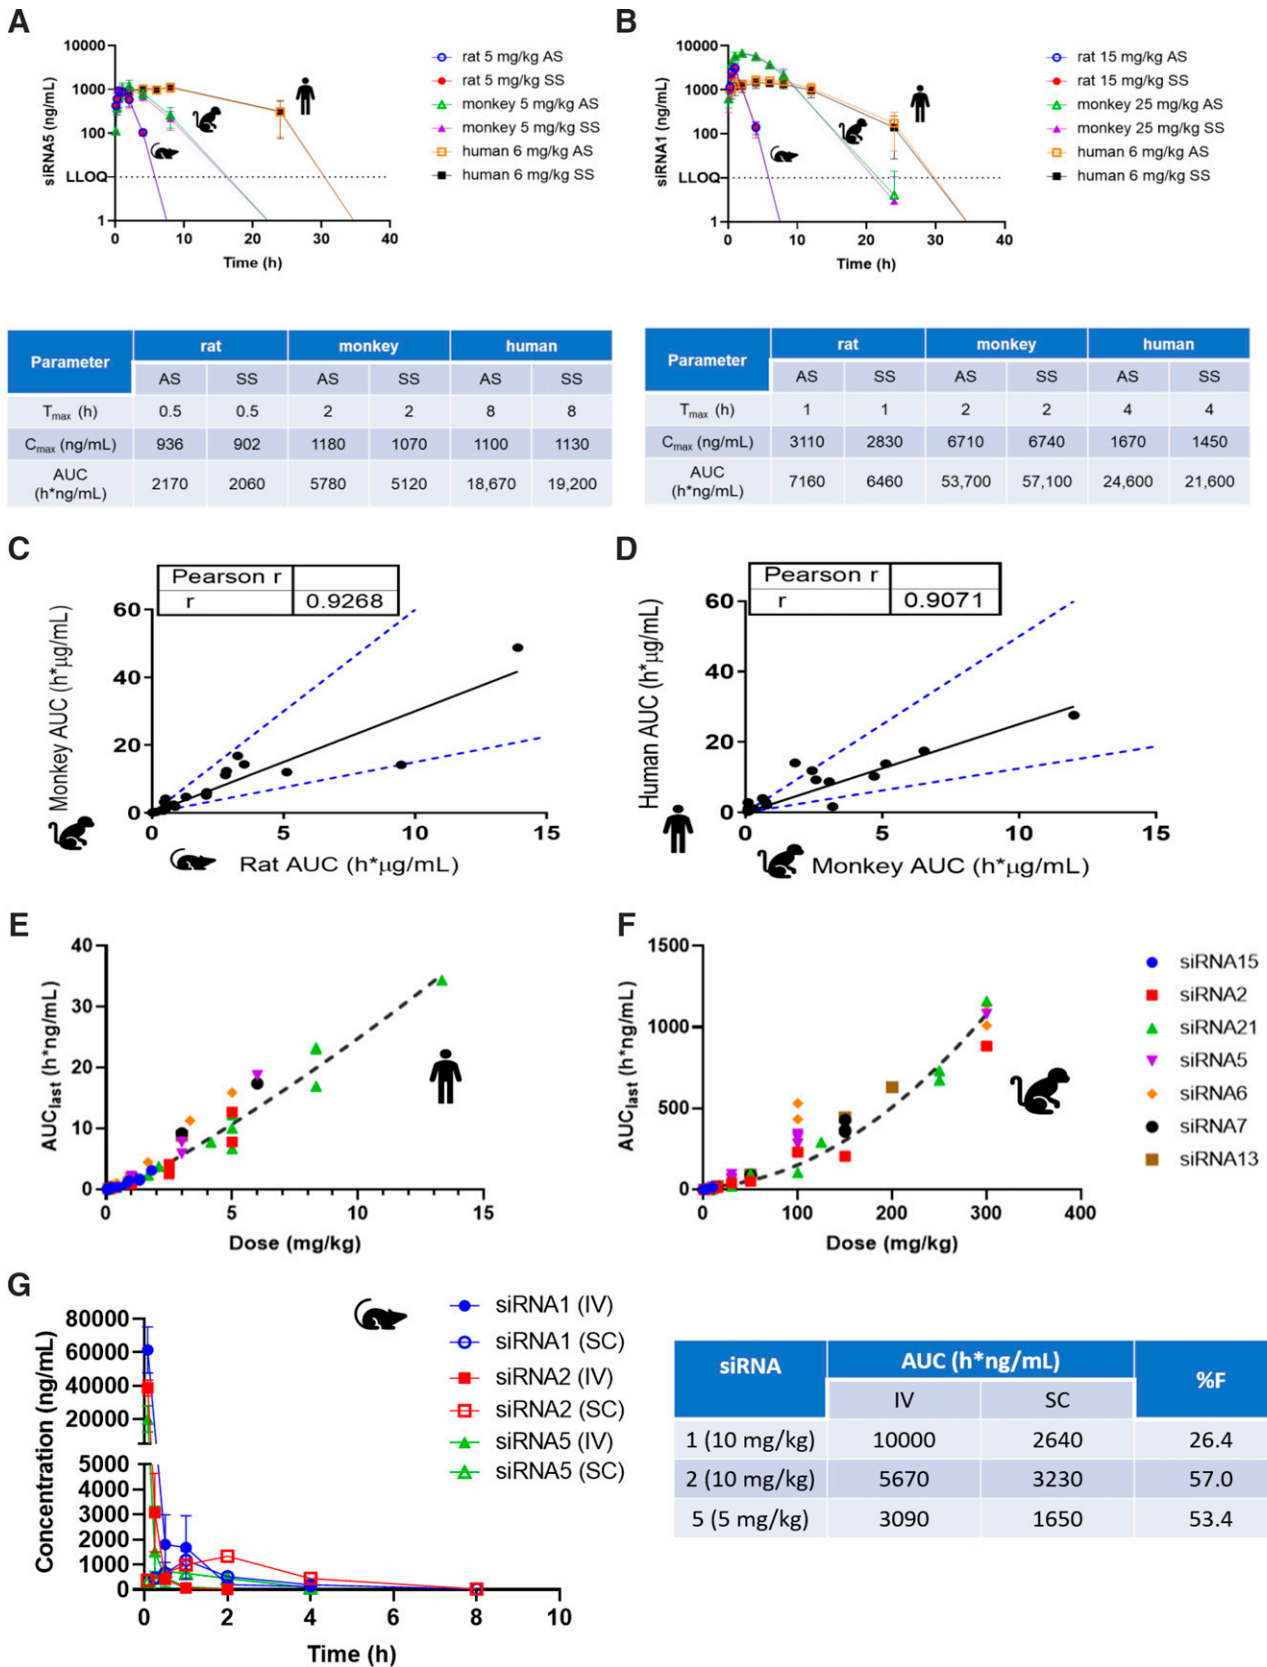 A
10000
1000
100
LLOQ
1
siRNA5 (ng/mL)
0 10 20 30 40
Time (h)
rat 5 mg/kg AS
rat 5 mg/kg SS
monkey 5 mg/kg AS
monkey 5 mg/kg SS
human 6 mg/kg AS
human 6 mg/kg SS
B
10000
1000
100
LLOQ
1
siRNA1 (ng/mL)
0 10 20 30 40
Time (h)
rat 15 mg/kg AS
rat 15 mg/kg SS
monkey 25 mg/kg AS
monkey 25 mg/kg SS
human 6 mg/kg AS
human 6 mg/kg SS
Parameter rat monkey human
AS SS AS SS AS SS
Tmax (h) 0.5 0.5 2 2 8 8
Cmax (ng/mL) 936 902 1180 1070 1100 1130
AUC (h*ng/mL) 2170 2060 5780 5120 18,670 19,200
Parameter rat monkey human
AS SS AS SS AS SS
Tmax (h) 1 1 2 2 4 4
Cmax (ng/mL) 3110 2830 6710 6740 1670 1450
AUC (h*ng/mL) 7160 6460 53,700 57,100 24,600 21,600
C
Pearson r
r 0.9268
60
40
20
0
Monkey AUC (h*µg/mL)
0 5 10 15
Rat AUC (h*µg/mL)
D
Pearson r
r 0.9071
60
40
20
0
Human AUC (h*µg/mL)
0 5 10 15
Monkey AUC (h*µg/mL)
E
40
30
20
10
0
AUClast (h*ng/mL)
0 5 10 15
Dose (mg/kg)
F
1500
1000
500
0
AUClast (h*ng/mL)
0 100 200 300 400
Dose (mg/kg)
siRNA15
siRNA2
siRNA21
siRNA5
siRNA6
siRNA7
siRNA13
G
80000
60000
40000
20000
5000
4000
3000
2000
1000
0
Concentration (ng/mL)
0 2 4 6 8 10
Time (h)
siRNA1 (IV)
siRNA1 (SC)
siRNA2 (IV)
siRNA2 (SC)
siRNA5 (IV)
siRNA5 (SC)
siRNA AUC (h*ng/mL) %F
IV SC
1 (10 mg/kg) 10000 2640 26.4
2 (10 mg/kg) 5670 3230 57.0
5 (5 mg/kg) 3090 1650 53.4